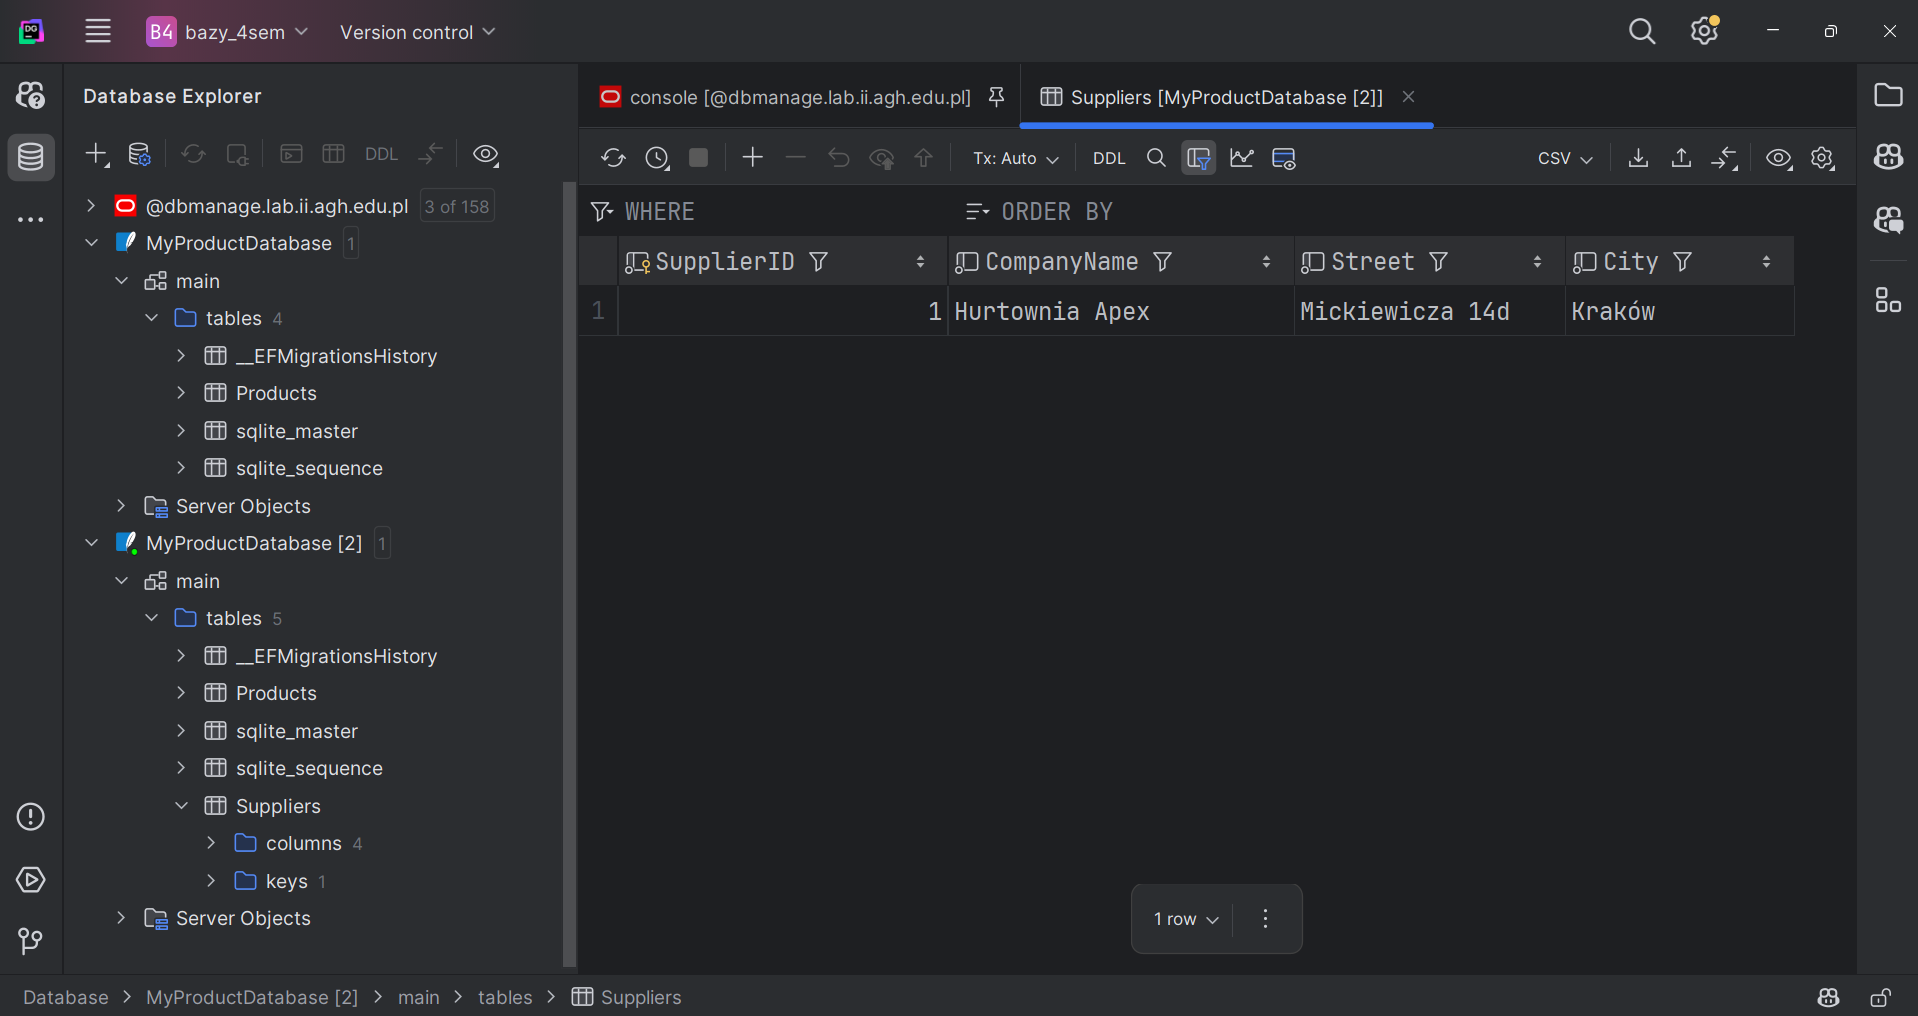 B4 bazy_4sem Version control
Database Explorer
console [@dbmanage.lab.ii.agh.edu.pl] Suppliers [MyProductDatabase [2]]
DDL
Tx: Auto DDL CSV
@dbmanage.lab.ii.agh.edu.pl 3 of 158
MyProductDatabase 1
main
tables 4
__EFMigrationsHistory
Products
sqlite_master
sqlite_sequence
Server Objects
MyProductDatabase [2] 1
main
tables 5
__EFMigrationsHistory
Products
sqlite_master
sqlite_sequence
Suppliers
columns 4
keys 1
Server Objects
WHERE ORDER BY
SupplierID CompanyName Street City
1 1 Hurtownia Apex Mickiewicza 14d Kraków
1 row
Database > MyProductDatabase [2] > main > tables > Suppliers